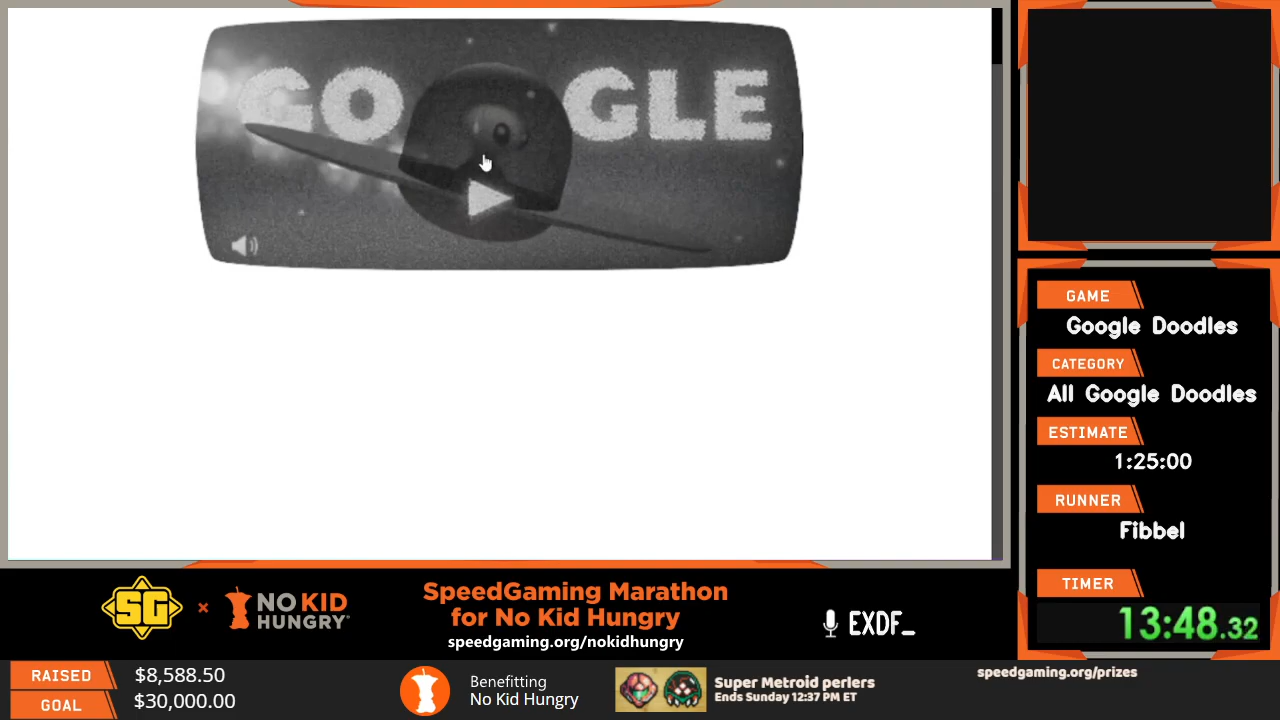 GO GLE
GAME
Google Doodles
CATEGORY
All Google Doodles
ESTIMATE
1:25:00
RUNNER
Fibbel
TIMER
13:48.32
SG × NO KID HUNGRY
SpeedGaming Marathon
for No Kid Hungry
speedgaming.org/nokidhungry
EXDF_
RAISED $8,588.50
GOAL $30,000.00
Benefitting
No Kid Hungry
Super Metroid perlers
Ends Sunday 12:37 PM ET
speedgaming.org/prizes